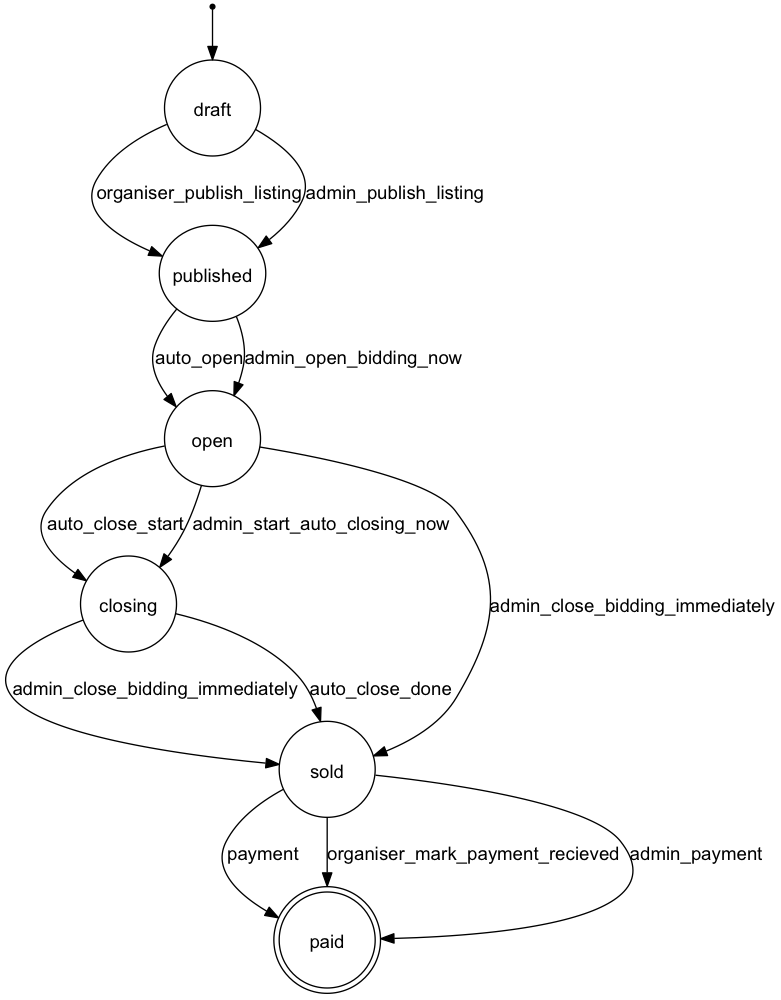 draft
organiser_publish_listing
admin_publish_listing
published
auto_open
admin_open_bidding_now
open
auto_close_start
admin_start_auto_closing_now
closing
admin_close_bidding_immediately
admin_close_bidding_immediately
auto_close_done
sold
payment
organiser_mark_payment_recieved
admin_payment
paid